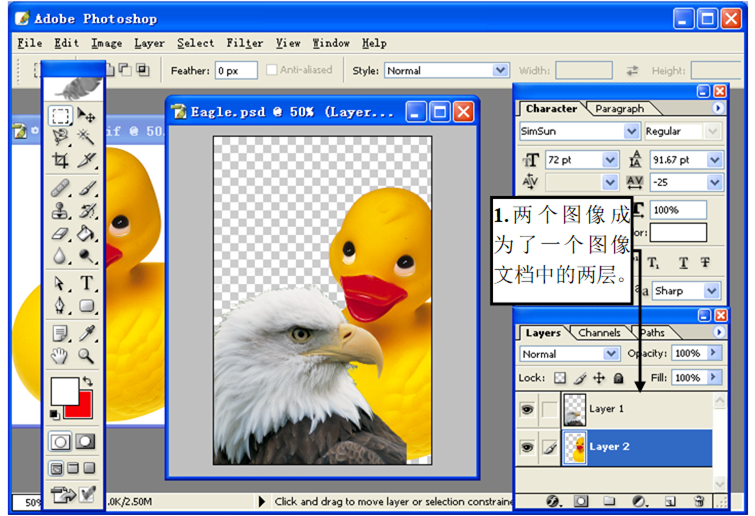 Adobe Photoshop
File Edit Image Layer Select Filter View Window Help
Feather: 0 px Anti-aliased Style: Normal Width: Height:
if @ 50.
Eagle.psd @ 50% (Layer...
Character Paragraph
SimSun Regular
72 pt 91.67 pt
-25
100%
or:
1.两个图像成
为了一个图像
文档中的两层。
a Sharp
Layers Channels Paths
Normal Opacity: 100%
Lock: Fill: 100%
Layer 1
Layer 2
50% .0K/2.50M Click and drag to move layer or selection constraine